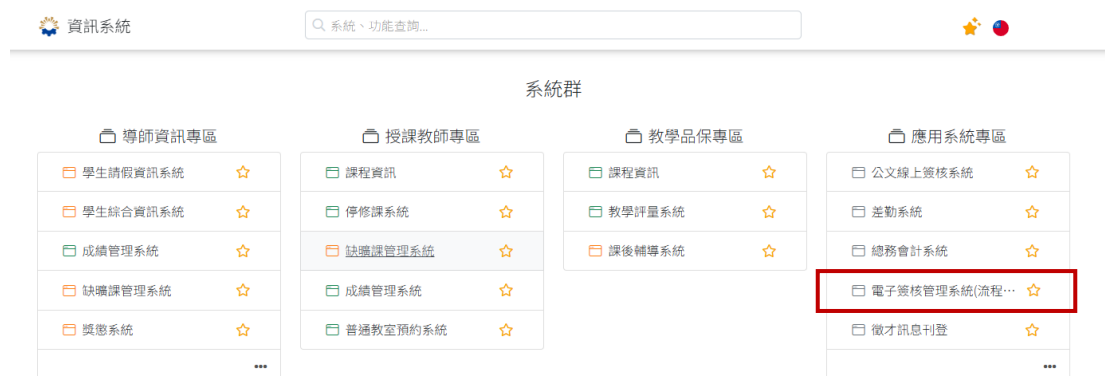 資訊系統
系統、功能查詢...
系統群
導師資訊專區
學生請假資訊系統
學生綜合資訊系統
成績管理系統
缺曠課管理系統
獎懲系統
•••
授課教師專區
課程資訊
停修課系統
缺曠課管理系統
成績管理系統
普通教室預約系統
教學品保專區
課程資訊
教學評量系統
課後輔導系統
應用系統專區
公文線上簽核系統
差勤系統
總務會計系統
電子簽核管理系統(流程…
徵才訊息刊登
•••